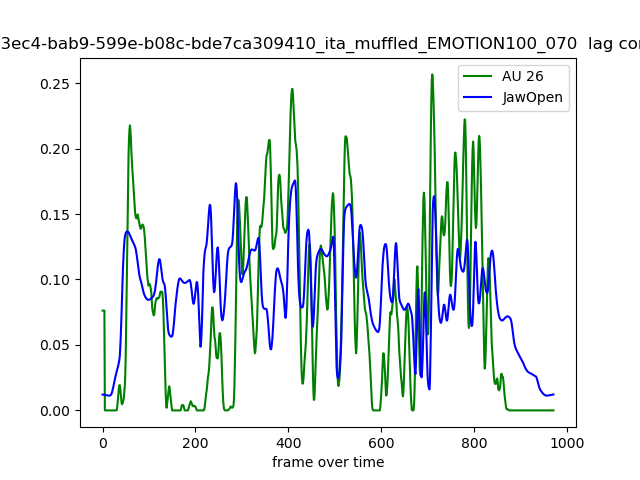 3ec4-bab9-599e-b08c-bde7ca309410_ita_muffled_EMOTION100_070 lag
AU 26
JawOpen
0.25
0.20
0.15
0.10
0.05
0.00
0 200 400 600 800 1000
frame over time